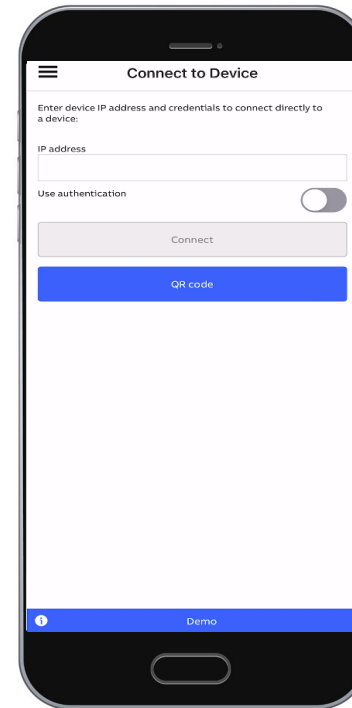 Connect to Device
Enter device IP address and credentials to connect directly to
a device:
IP address
Use authentication
Connect
QR code
Demo